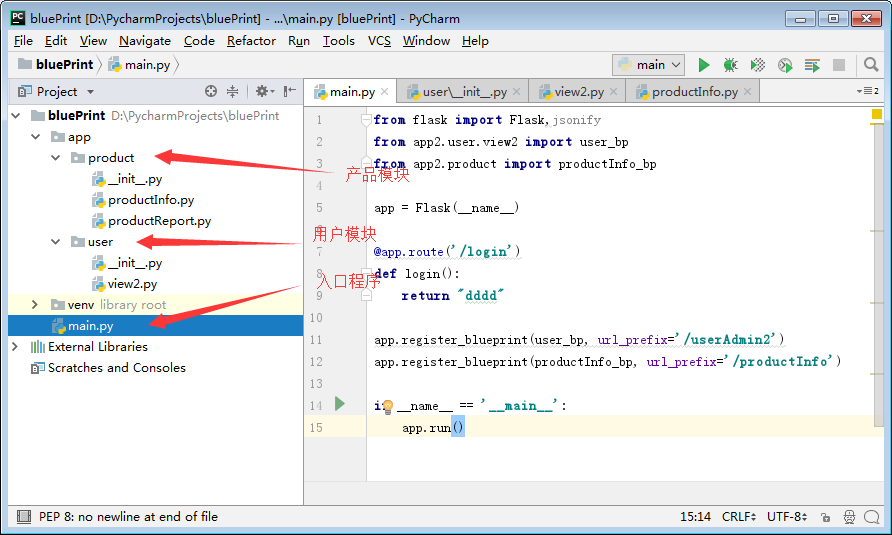 bluePrint [D:\PycharmProjects\bluePrint] - ...\main.py [bluePrint] - PyCharm
File Edit View Navigate Code Refactor Run Tools VCS Window Help
bluePrint main.py main
Project
main.py user\__init__.py view2.py productInfo.py 2
bluePrint D:\PycharmProjects\bluePrint
app
product
__init__.py
productInfo.py
productReport.py
user
__init__.py
view2.py
venv library root
main.py
External Libraries
Scratches and Consoles
产品模块
用户模块
入口程序
1 from flask import Flask,jsonify
2 from app2.user.view2 import user_bp
3 from app2.product import productInfo_bp
4
5 app = Flask(__name__)
6
7 @app.route('/login')
8 def login():
9 return "dddd"
10
11 app.register_blueprint(user_bp, url_prefix='/userAdmin2')
12 app.register_blueprint(productInfo_bp, url_prefix='/productInfo')
13
14 if __name__ == '__main__':
15 app.run()
PEP 8: no newline at end of file 15:14 CRLF UTF-8